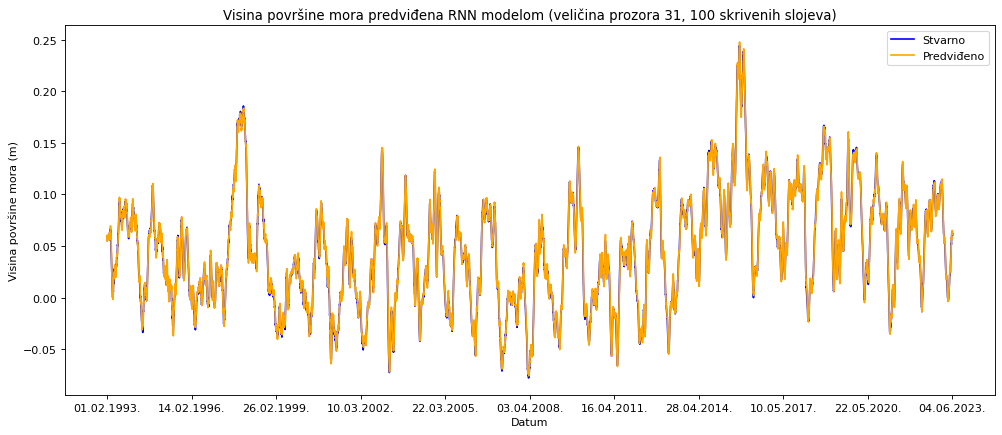 Visina površine mora predviđena RNN modelom (veličina prozora 31, 100 skrivenih slojeva)
Stvarno
Predviđeno
Visina površine mora (m)
0.25
0.20
0.15
0.10
0.05
0.00
−0.05
01.02.1993. 14.02.1996. 26.02.1999. 10.03.2002. 22.03.2005. 03.04.2008. 16.04.2011. 28.04.2014. 10.05.2017. 22.05.2020. 04.06.2023.
Datum